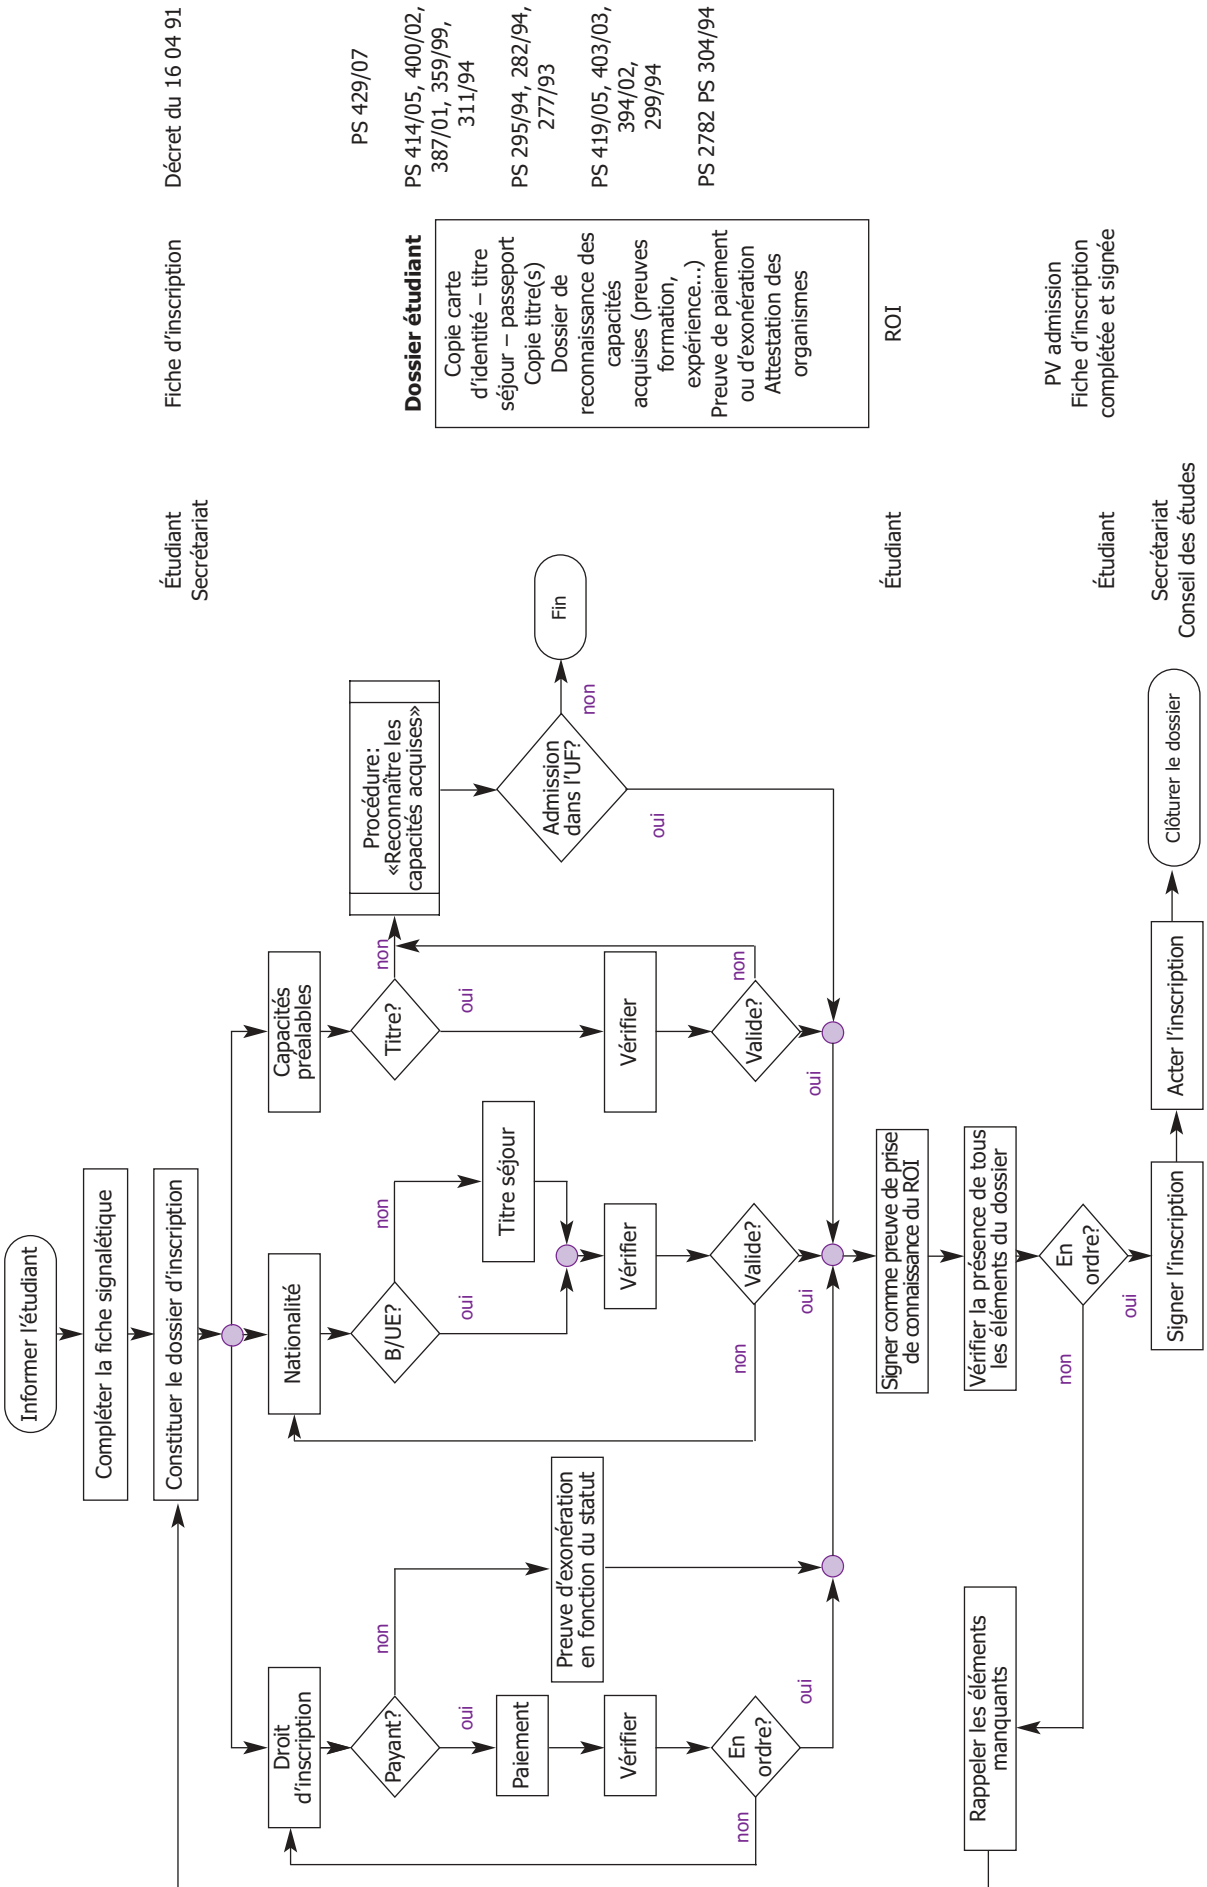 Informer l'étudiant
Compléter la fiche signalétique
Constituer le dossier d'inscription
Étudiant
Secrétariat
Fiche d'inscription
Décret du 16 04 91
Droit
d'inscription
Nationalité
Capacités
préalables
Payant?
non
oui
B/UE?
non
oui
Titre?
non
oui
Procédure:
«Reconnaître les
capacités acquises»
Paiement
Preuve d'exonération
en fonction du statut
Titre séjour
Admission
dans l'UF?
non
oui
Fin
Vérifier
Vérifier
Vérifier
En
ordre?
non
oui
Valide?
non
oui
Valide?
non
oui
Dossier étudiant
Copie carte
d'identité – titre
séjour – passeport
Copie titre(s)
Dossier de
reconnaissance des
capacités
acquises (preuves
formation,
expérience...)
Preuve de paiement
ou d'exonération
Attestation des
organismes
PS 429/07
PS 414/05, 400/02,
387/01, 359/99,
311/94
PS 295/94, 282/94,
277/93
PS 419/05, 403/03,
394/02,
299/94
PS 2782 PS 304/94
Signer comme preuve de prise
de connaissance du ROI
Étudiant
ROI
Vérifier la présence de tous
les éléments du dossier
Rappeler les éléments
manquants
En
ordre?
non
oui
PV admission
Fiche d'inscription
complétée et signée
Étudiant
Signer l'inscription
Acter l'inscription
Clôturer le dossier
Secrétariat
Conseil des études